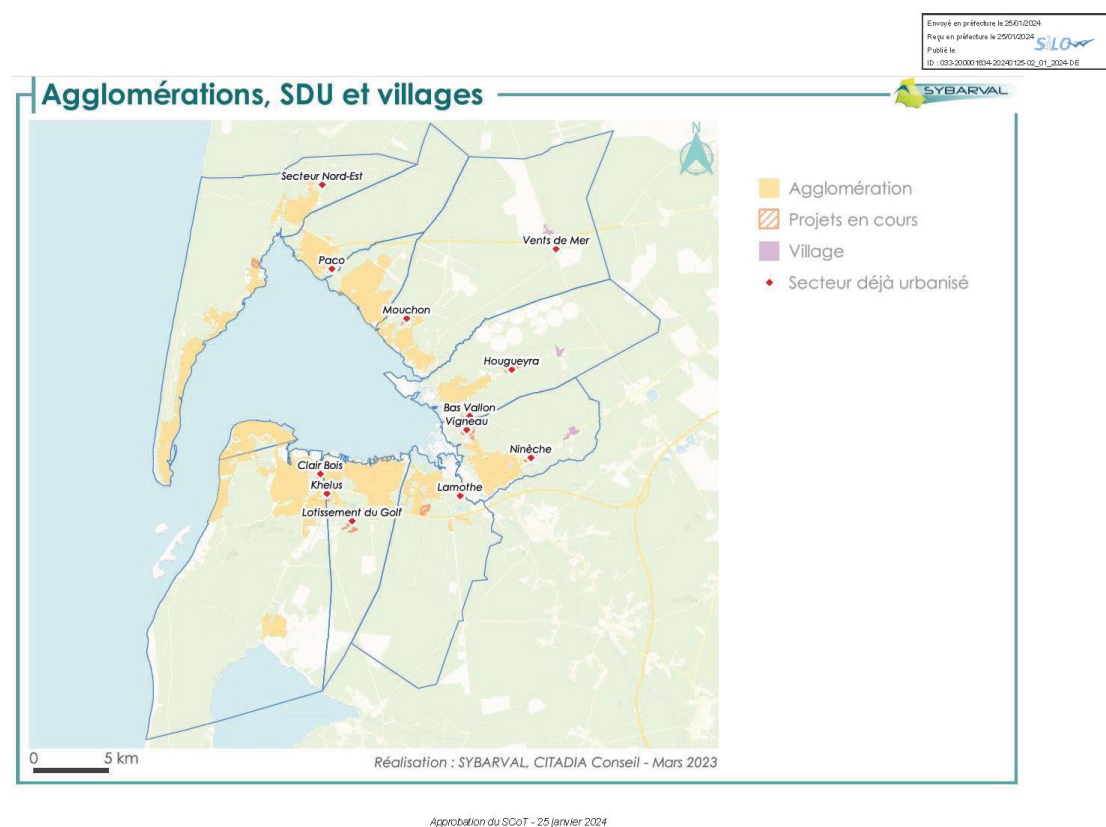 Envoyé en préfecture le 25/01/2024
Reçu en préfecture le 25/01/2024
Publié le
ID : 033-200001634-20240125-02_01_2024-DE
S²LO
Agglomérations, SDU et villages
SYBARVAL
N
Secteur Nord-Est
Agglomération
Projets en cours
Village
Secteur déjà urbanisé
Vents de Mer
Paco
Mouchon
Hougueyra
Bas Vallon
Vigneau
Ninèche
Clair Bois
Khelus
Lamothe
Lotissement du Golf
0 5 km
Réalisation : SYBARVAL, CITADIA Conseil - Mars 2023
Approbation du SCoT - 25 janvier 2024